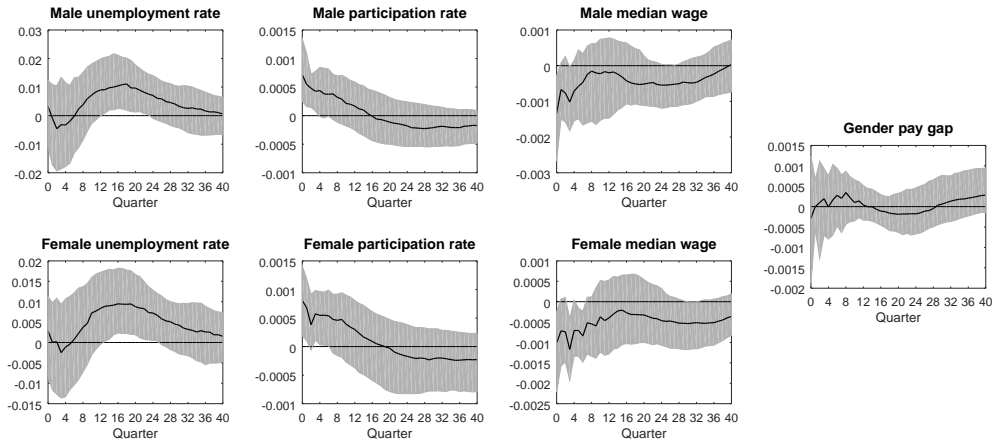 Male unemployment rate
0.03
0.02
0.01
0
-0.01
-0.02
0 4 8 12 16 20 24 28 32 36 40
Quarter
Male participation rate
0.0015
0.001
0.0005
0
-0.0005
-0.001
0 4 8 12 16 20 24 28 32 36 40
Quarter
Male median wage
0.001
0
-0.001
-0.002
-0.003
0 4 8 12 16 20 24 28 32 36 40
Quarter
Gender pay gap
0.0015
0.001
0.0005
0
-0.0005
-0.001
-0.0015
-0.002
0 4 8 12 16 20 24 28 32 36 40
Quarter
Female unemployment rate
0.02
0.015
0.01
0.005
0
-0.005
-0.01
-0.015
0 4 8 12 16 20 24 28 32 36 40
Quarter
Female participation rate
0.0015
0.001
0.0005
0
-0.0005
-0.001
0 4 8 12 16 20 24 28 32 36 40
Quarter
Female median wage
0.001
0.0005
0
-0.0005
-0.001
-0.0015
-0.002
-0.0025
0 4 8 12 16 20 24 28 32 36 40
Quarter